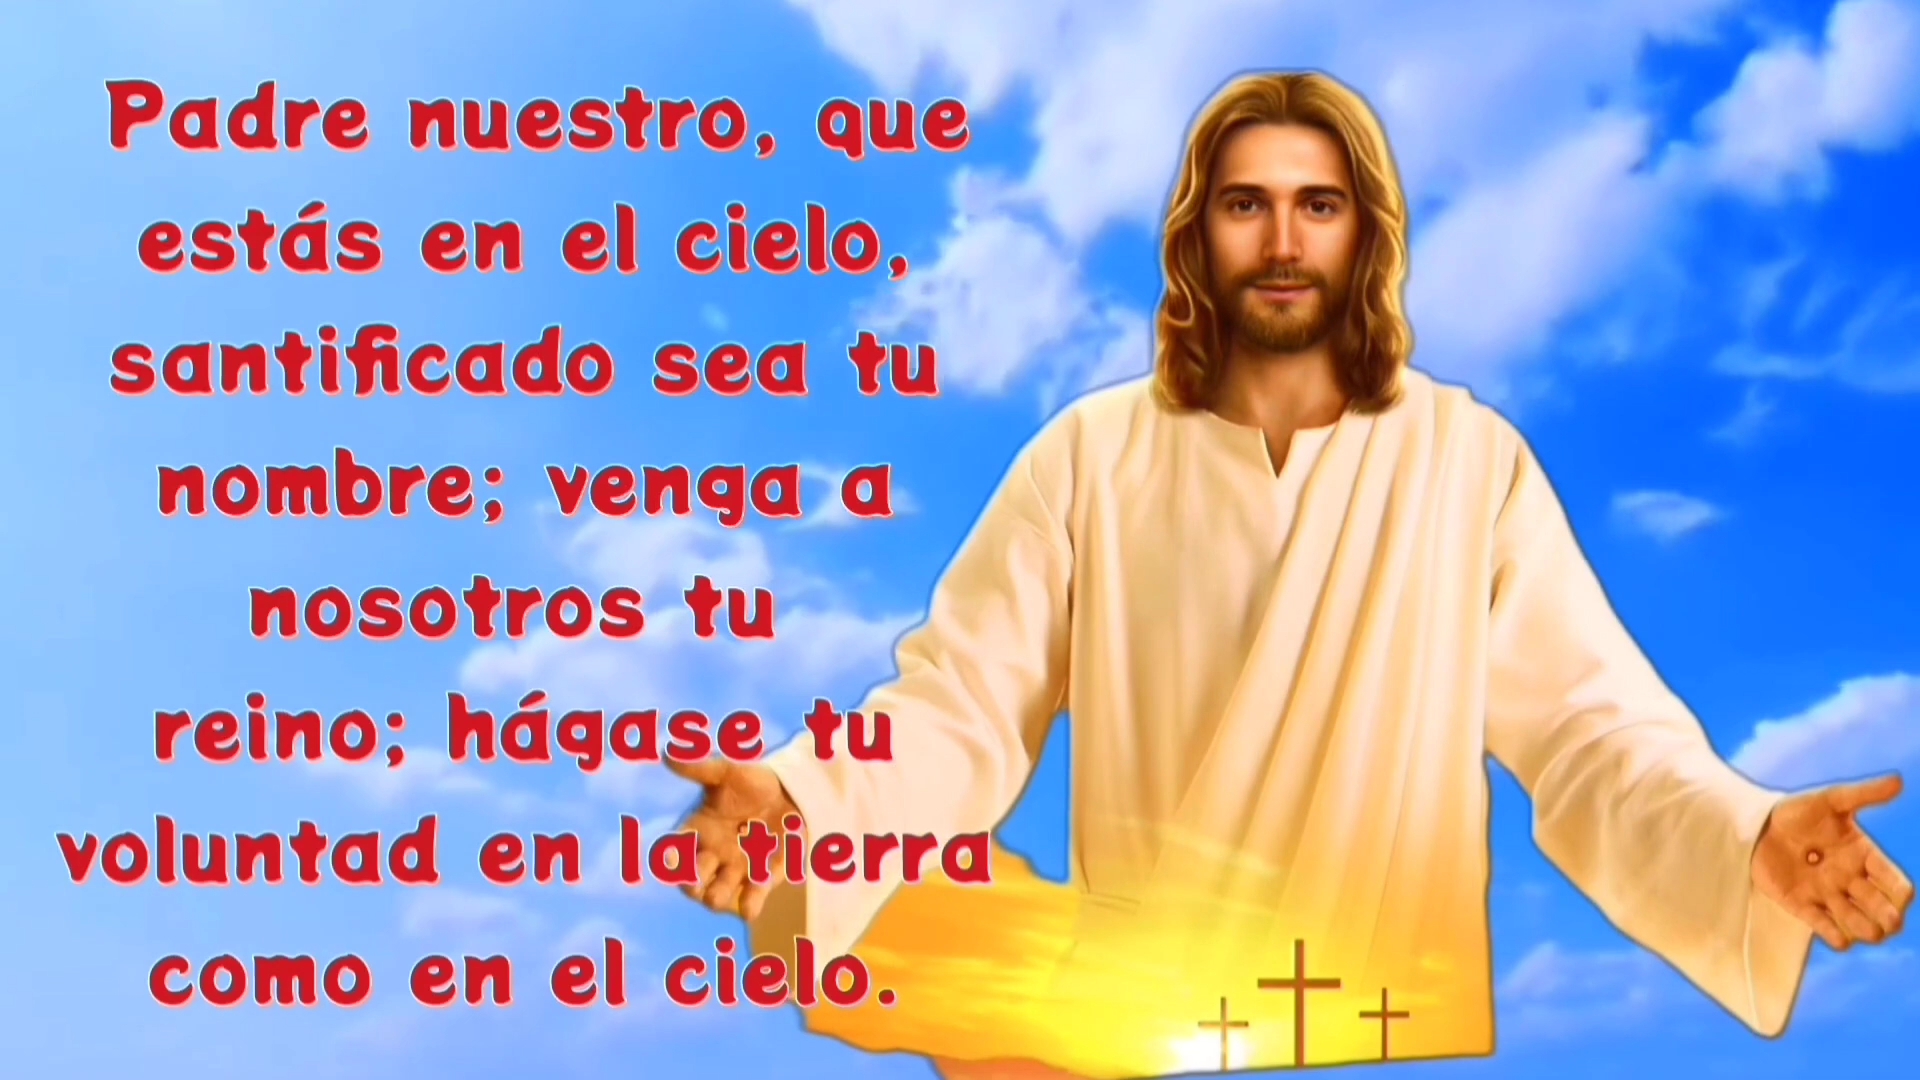 Padre nuestro, que
estás en el cielo,
santificado sea tu
nombre; venga a
nosotros tu
reino; hágase tu
voluntad en la tierra
como en el cielo.